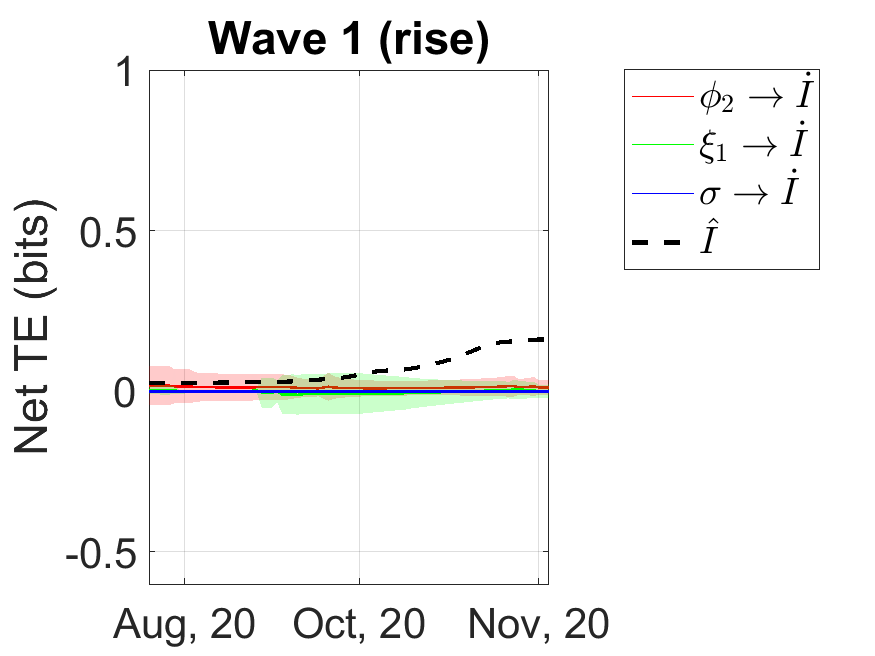 Wave 1 (rise)
1
0.5
0
-0.5
Net TE (bits)
Aug, 20
Oct, 20
Nov, 20
ϕ₂ → İ
ξ₁ → İ
σ → İ
Î